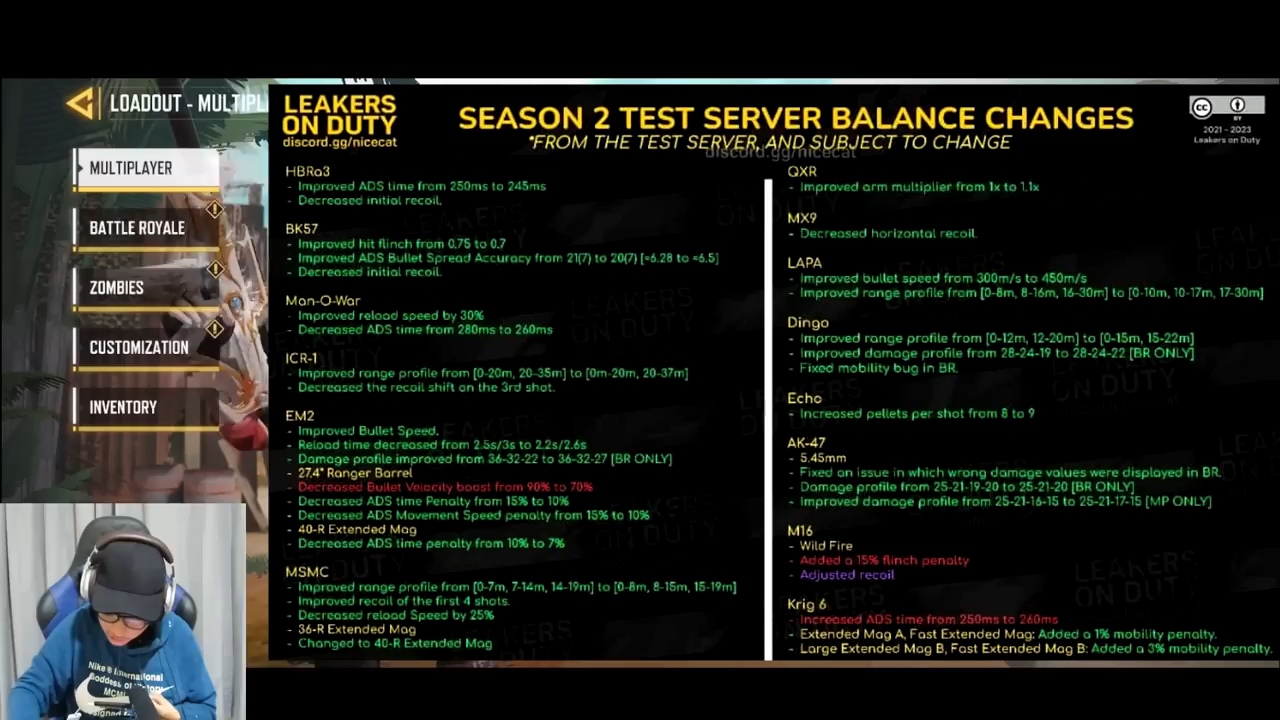 LOADOUT - MULTIPL
MULTIPLAYER
BATTLE ROYALE
ZOMBIES
CUSTOMIZATION
INVENTORY
LEAKERS
ON DUTY
discord.gg/nicecat
SEASON 2 TEST SERVER BALANCE CHANGES
*FROM THE TEST SERVER, AND SUBJECT TO CHANGE
discord.gg/nicecat
CC BY
2021 - 2023
Leakers on Duty
HBRa3
- Improved ADS time from 250ms to 245ms
- Decreased initial recoil.
BK57
- Improved hit flinch from 0.75 to 0.7
- Improved ADS Bullet Spread Accuracy from 21(7) to 20(7) [≈6.28 to ≈6.5]
- Decreased initial recoil.
Man-O-War
- Improved reload speed by 30%
- Decreased ADS time from 280ms to 260ms
ICR-1
- Improved range profile from [0-20m, 20-35m] to [0m-20m, 20-37m]
- Decreased the recoil shift on the 3rd shot.
EM2
- Improved Bullet Speed.
- Reload time decreased from 2.5s/3s to 2.2s/2.6s
- Damage profile improved from 36-32-22 to 36-32-27 [BR ONLY]
- 27.4" Ranger Barrel
- Decreased Bullet Velocity boost from 90% to 70%
- Decreased ADS time Penalty from 15% to 10%
- Decreased ADS Movement Speed penalty from 15% to 10%
- 40-R Extended Mag
- Decreased ADS time penalty from 10% to 7%
MSMC
- Improved range profile from [0-7m, 7-14m, 14-19m] to [0-8m, 8-15m, 15-19m]
- Improved recoil of the first 4 shots.
- Decreased reload Speed by 25%
- 36-R Extended Mag
- Changed to 40-R Extended Mag
QXR
- Improved arm multiplier from 1x to 1.1x
MX9
- Decreased horizontal recoil.
LAPA
- Improved bullet speed from 300m/s to 450m/s
- Improved range profile from [0-8m, 8-16m, 16-30m] to [0-10m, 10-17m, 17-30m]
Dingo
- Improved range profile from [0-12m, 12-20m] to [0-15m, 15-22m]
- Improved damage profile from 28-24-19 to 28-24-22 [BR ONLY]
- Fixed mobility bug in BR.
Echo
- Increased pellets per shot from 8 to 9
AK-47
- 5.45mm
- Fixed an issue in which wrong damage values were displayed in BR.
- Damage profile from 25-21-19-20 to 25-21-20 [BR ONLY]
- Improved damage profile from 25-21-16-15 to 25-21-17-15 [MP ONLY]
M16
- Wild Fire
- Added a 15% flinch penalty
- Adjusted recoil
Krig 6
- Increased ADS time from 250ms to 260ms
- Extended Mag A, Fast Extended Mag: Added a 1% mobility penalty.
- Large Extended Mag B, Fast Extended Mag B: Added a 3% mobility penalty.
Nike International
Goddess of
MCM